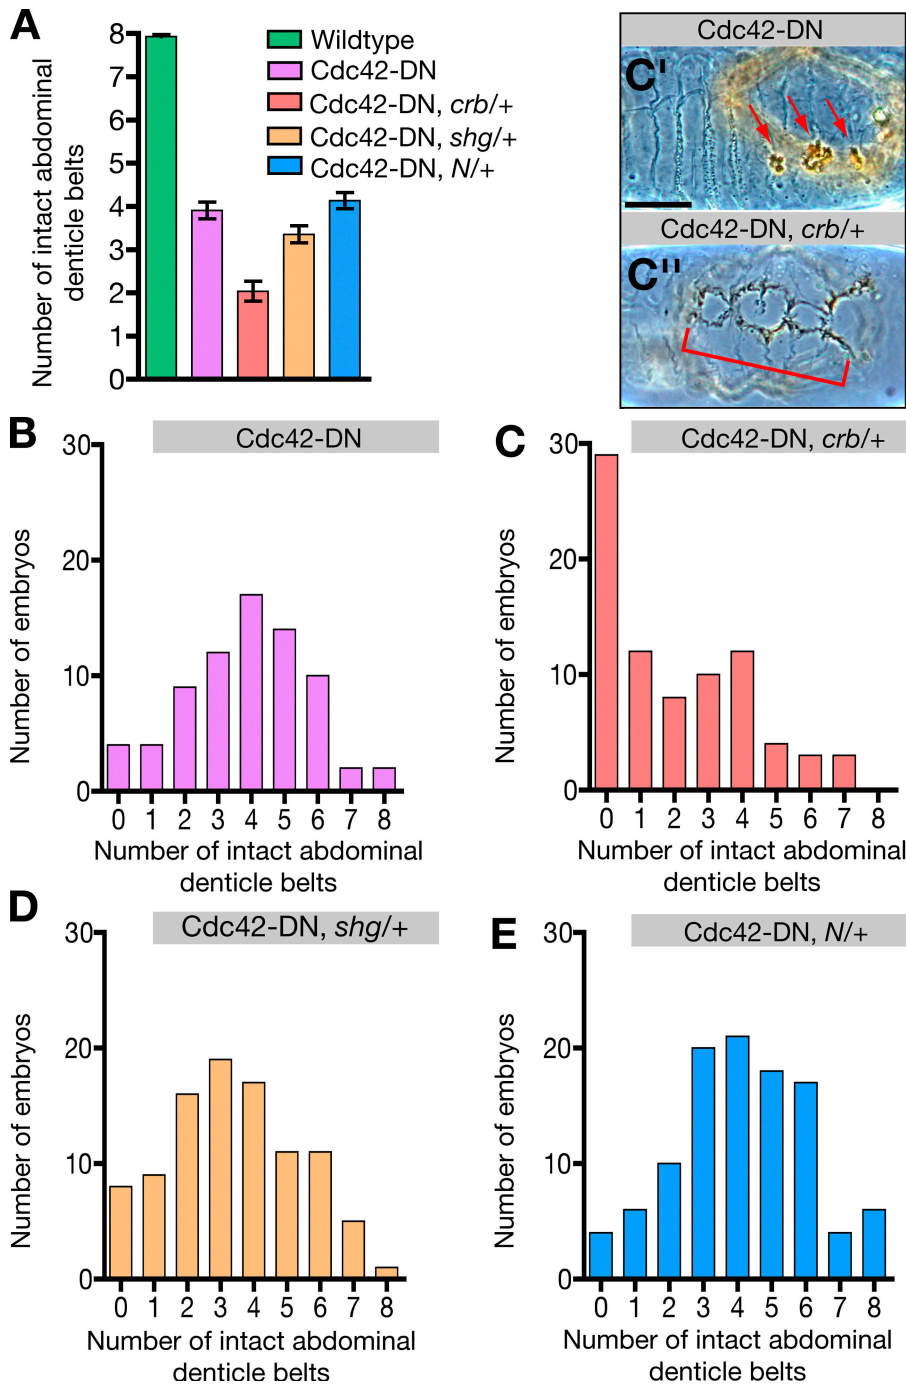 A
8
7
6
5
4
3
2
1
0
Number of intact abdominal
denticle belts
Wildtype
Cdc42-DN
Cdc42-DN, crb/+
Cdc42-DN, shg/+
Cdc42-DN, N/+
Cdc42-DN
C'
Cdc42-DN, crb/+
C''
B
Cdc42-DN
30
20
10
0
Number of embryos
0 1 2 3 4 5 6 7 8
Number of intact abdominal
denticle belts
C
Cdc42-DN, crb/+
30
20
10
0
Number of embryos
0 1 2 3 4 5 6 7 8
Number of intact abdominal
denticle belts
D
Cdc42-DN, shg/+
30
20
10
0
Number of embryos
0 1 2 3 4 5 6 7 8
Number of intact abdominal
denticle belts
E
Cdc42-DN, N/+
30
20
10
0
Number of embryos
0 1 2 3 4 5 6 7 8
Number of intact abdominal
denticle belts